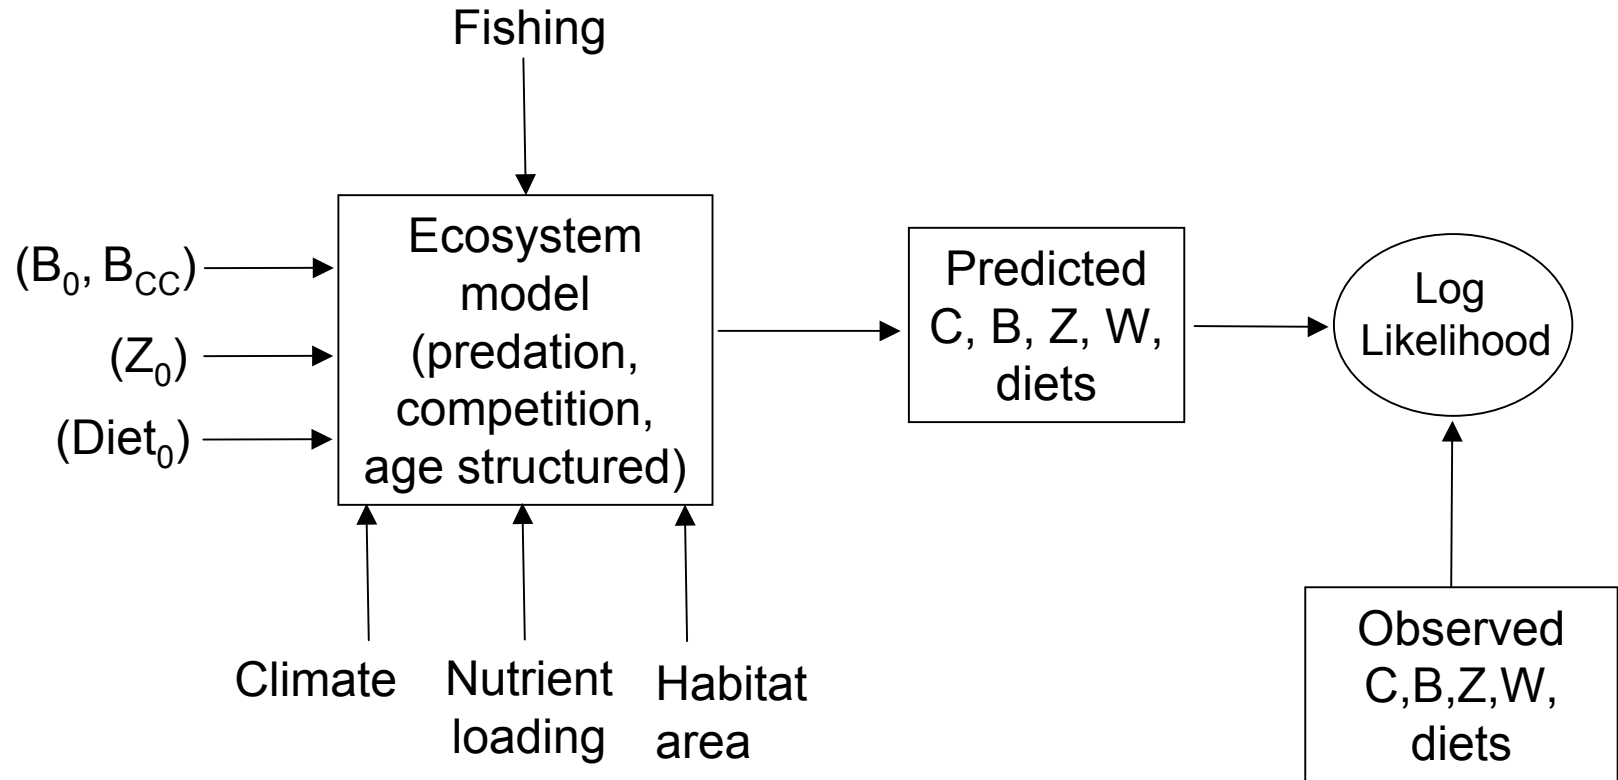 Fishing
(B₀, B_CC)
(Z₀)
(Diet₀)
Ecosystem
model
(predation,
competition,
age structured)
Predicted
C, B, Z, W,
diets
Log
Likelihood
Climate
Nutrient
loading
Habitat
area
Observed
C,B,Z,W,
diets